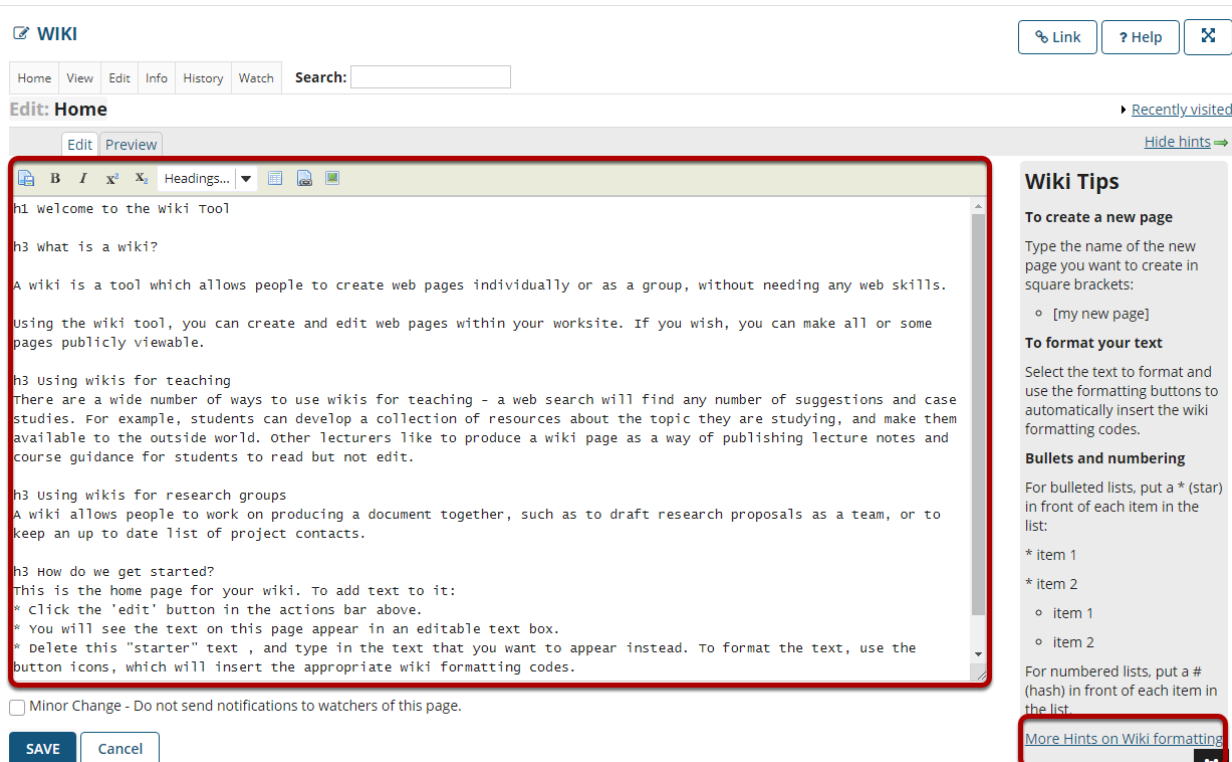 WIKI
Link
? Help
Home View Edit Info History Watch Search:
Edit: Home
Recently visited
Edit Preview
Hide hints
B I X² X₂ Headings...
h1 Welcome to the Wiki Tool
h3 What is a wiki?
A wiki is a tool which allows people to create web pages individually or as a group, without needing any web skills.
Using the wiki tool, you can create and edit web pages within your worksite. If you wish, you can make all or some
pages publicly viewable.
h3 Using wikis for teaching
There are a wide number of ways to use wikis for teaching - a web search will find any number of suggestions and case
studies. For example, students can develop a collection of resources about the topic they are studying, and make them
available to the outside world. Other lecturers like to produce a wiki page as a way of publishing lecture notes and
course guidance for students to read but not edit.
h3 Using wikis for research groups
A wiki allows people to work on producing a document together, such as to draft research proposals as a team, or to
keep an up to date list of project contacts.
h3 How do we get started?
This is the home page for your wiki. To add text to it:
* Click the 'edit' button in the actions bar above.
* You will see the text on this page appear in an editable text box.
* Delete this "starter" text , and type in the text that you want to appear instead. To format the text, use the
button icons, which will insert the appropriate wiki formatting codes.
Minor Change - Do not send notifications to watchers of this page.
SAVE Cancel
Wiki Tips
To create a new page
Type the name of the new
page you want to create in
square brackets:
[my new page]
To format your text
Select the text to format and
use the formatting buttons to
automatically insert the wiki
formatting codes.
Bullets and numbering
For bulleted lists, put a * (star)
in front of each item in the
list:
* item 1
* item 2
item 1
item 2
For numbered lists, put a #
(hash) in front of each item in
the list.
More Hints on Wiki formatting